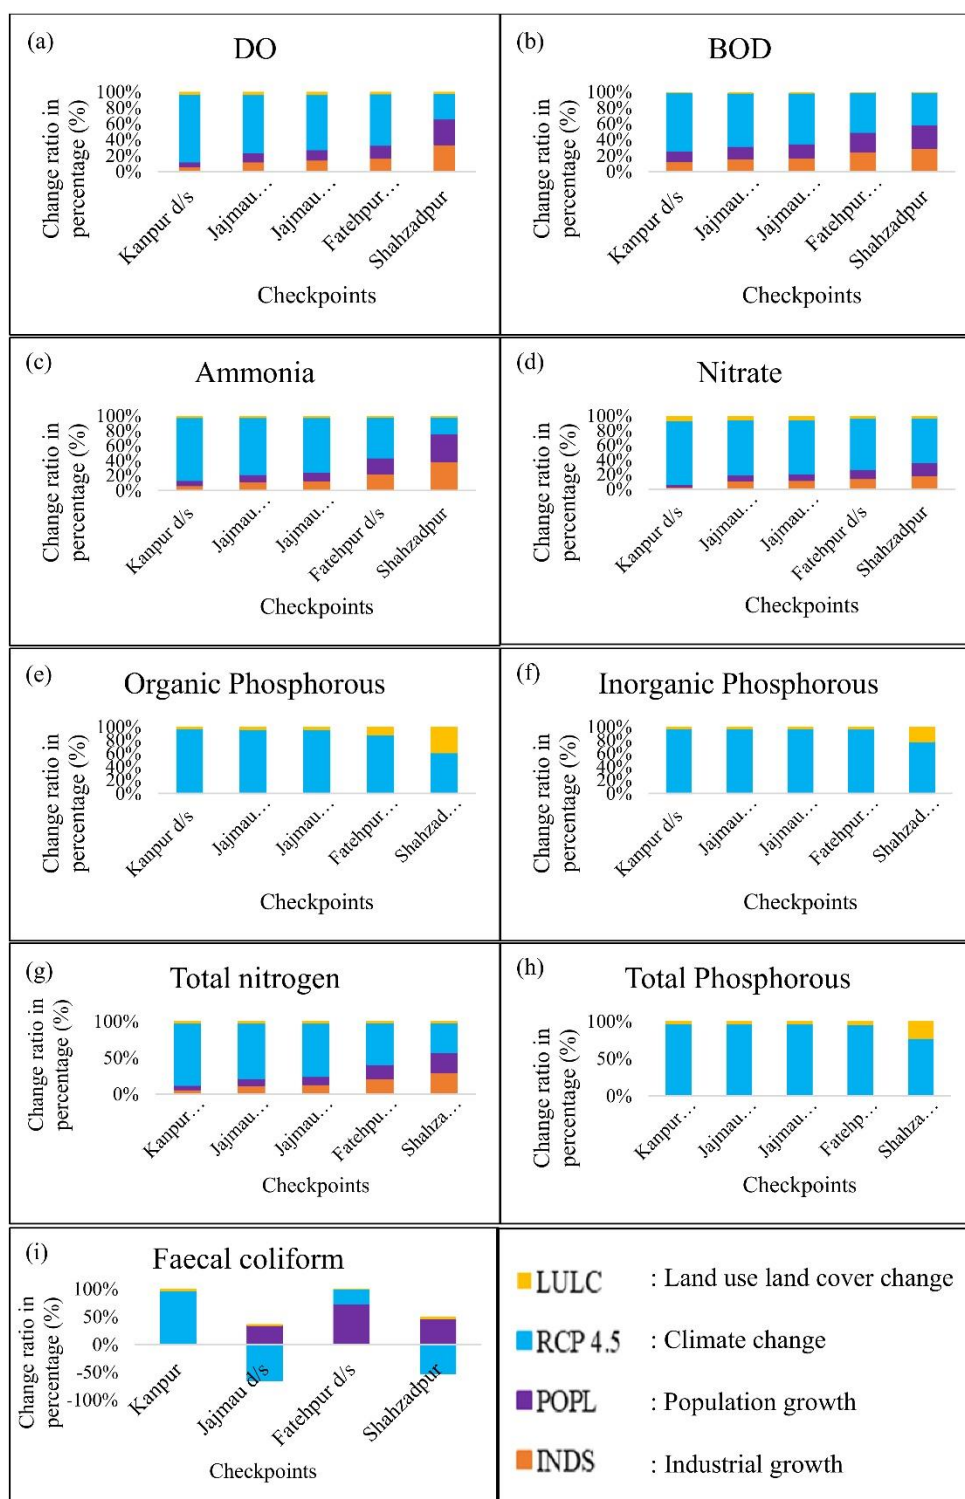 (a)
DO
Change ratio in
percentage (%)
100%
80%
60%
40%
20%
0%
Kanpur d/s
Jajmau…
Jajmau…
Fatehpur…
Shahzadpur
Checkpoints
(b)
BOD
Change ratio in
percentage (%)
100%
80%
60%
40%
20%
0%
Kanpur d/s
Jajmau…
Jajmau…
Fatehpur…
Shahzadpur
Checkpoints
(c)
Ammonia
Change ratio in
percentage (%)
100%
80%
60%
40%
20%
0%
Kanpur d/s
Jajmau…
Jajmau…
Fatehpur d/s
Shahzadpur
Checkpoints
(d)
Nitrate
Change ratio in
percentage (%)
100%
80%
60%
40%
20%
0%
Kanpur d/s
Jajmau…
Jajmau…
Fatehpur d/s
Shahzadpur
Checkpoints
(e)
Organic Phosphorous
Change ratio in
percentage (%)
100%
80%
60%
40%
20%
0%
Kanpur d/s
Jajmau…
Jajmau…
Fatehpur…
Shahzad…
Checkpoints
(f)
Inorganic Phosphorous
Change ratio in
percentage (%)
100%
80%
60%
40%
20%
0%
Kanpur d/s
Jajmau…
Jajmau…
Fatehpur…
Shahzad…
Checkpoints
(g)
Total nitrogen
Change ratio in
percentage (%)
100%
50%
0%
Kanpur…
Jajmau…
Jajmau…
Fatehpu…
Shahza…
Checkpoints
(h)
Total Phosphorous
Change ratio in
percentage (%)
100%
50%
0%
Kanpur…
Jajmau…
Jajmau…
Fatehp…
Shahza…
Checkpoints
(i)
Faecal coliform
Change ratio in
percentage (%)
100%
50%
0%
-50%
-100%
Kanpur
Jajmau d/s
Fatehpur d/s
Shahzadpur
Checkpoints
LULC : Land use land cover change
RCP 4.5 : Climate change
POPL : Population growth
INDS : Industrial growth